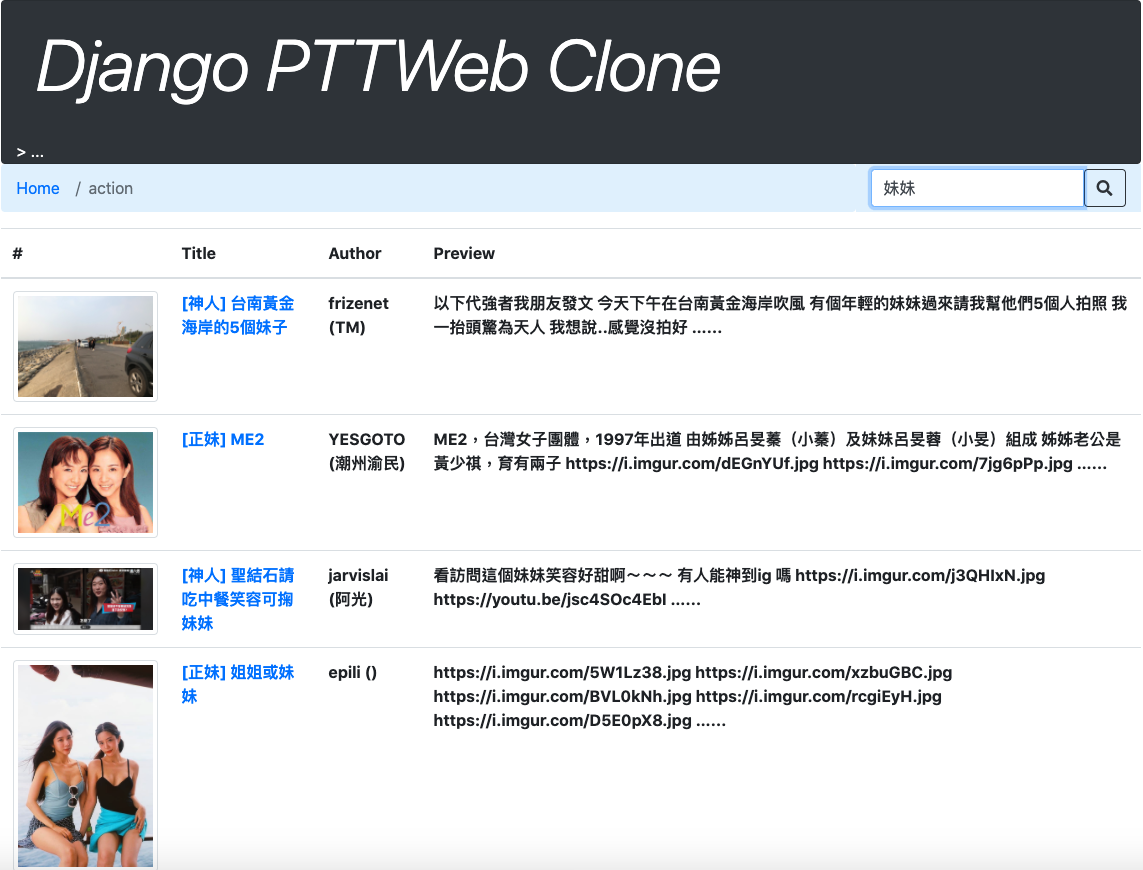 Django PTTWeb Clone
> ...
Home / action
妹妹
# Title Author Preview
[神人] 台南黃金
海岸的5個妹子
frizenet
(TM)
以下代強者我朋友發文 今天下午在台南黃金海岸吹風 有個年輕的妹妹過來請我幫他們5個人拍照 我
一抬頭驚為天人 我想說..感覺沒拍好 ......
Me2
[正妹] ME2
YESGOTO
(潮州渝民)
ME2，台灣女子團體，1997年出道 由姊姊呂旻蓁（小蓁）及妹妹呂旻蓉（小旻）組成 姊姊老公是
黃少祺，育有兩子 https://i.imgur.com/dEGnYUf.jpg https://i.imgur.com/7jg6pPp.jpg ......
[神人] 聖結石請
吃中餐笑容可掬
妹妹
jarvislai
(阿光)
看訪問這個妹妹笑容好甜啊～～～ 有人能神到ig 嗎 https://i.imgur.com/j3QHIxN.jpg
https://youtu.be/jsc4SOc4EbI ......
[正妹] 姐姐或妹
妹
epili ()
https://i.imgur.com/5W1Lz38.jpg https://i.imgur.com/xzbuGBC.jpg
https://i.imgur.com/BVL0kNh.jpg https://i.imgur.com/rcgiEyH.jpg
https://i.imgur.com/D5E0pX8.jpg ......